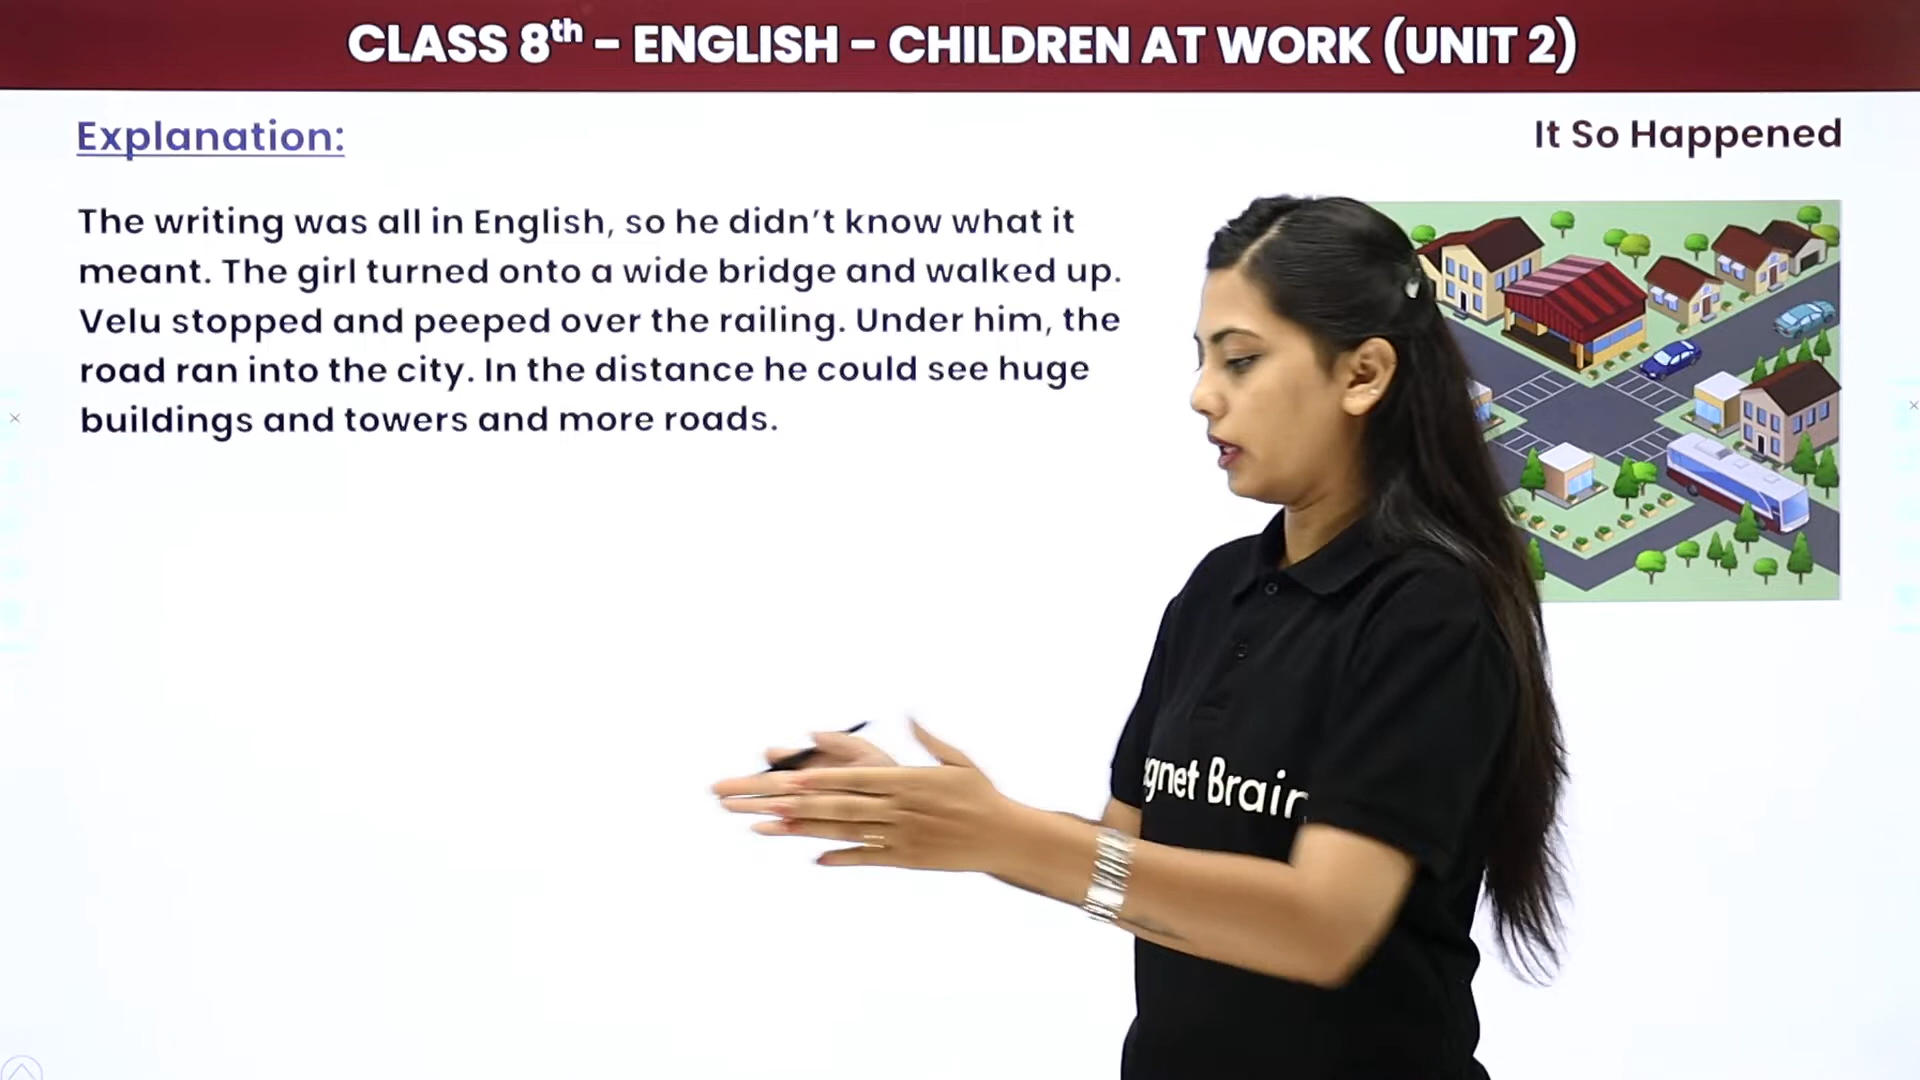 CLASS 8th – ENGLISH – CHILDREN AT WORK (UNIT 2)
Explanation:
It So Happened
The writing was all in English, so he didn't know what it
meant. The girl turned onto a wide bridge and walked up.
Velu stopped and peeped over the railing. Under him, the
road ran into the city. In the distance he could see huge
buildings and towers and more roads.
gnet Brain